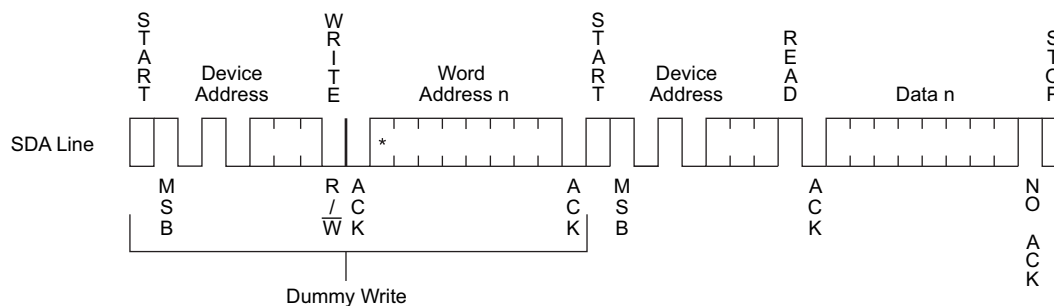 START
Device
Address
WRITE
Word
Address n
START
Device
Address
READ
Data n
STOP
SDA Line
*
MSB
R/W
ACK
ACK
MSB
ACK
NO ACK
Dummy Write